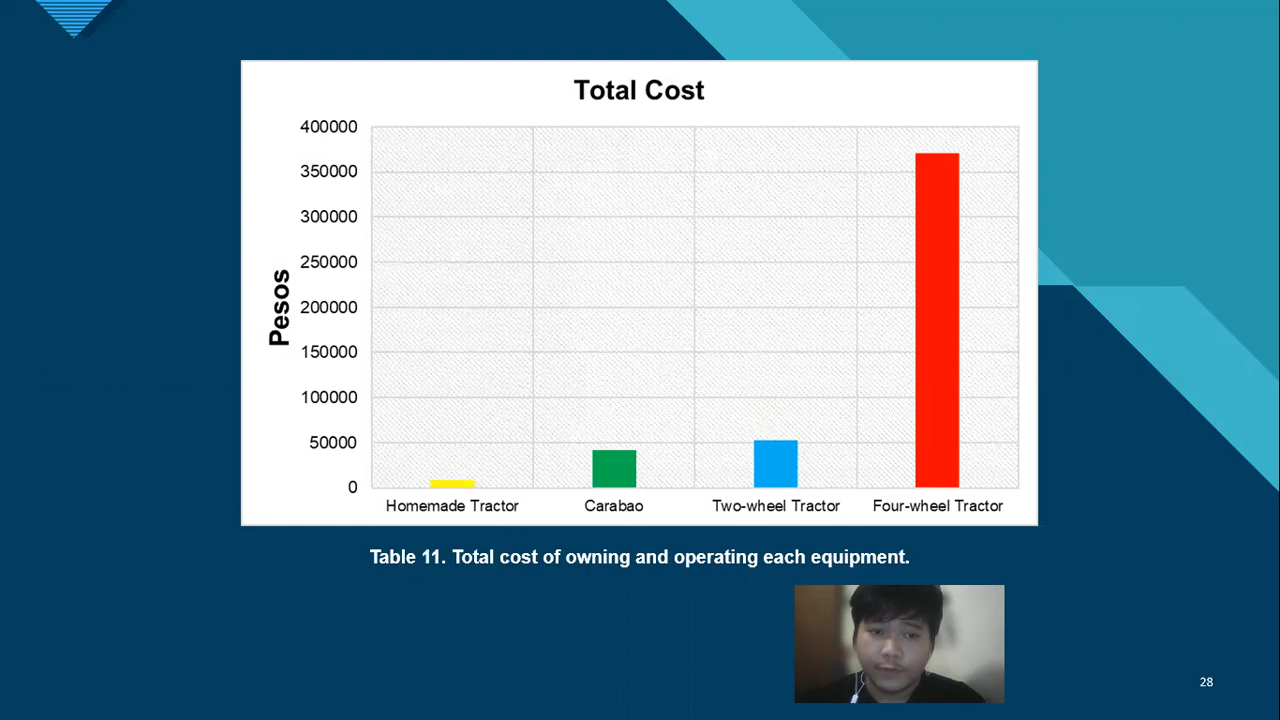 Total Cost
400000
350000
300000
250000
200000
150000
100000
50000
0
Pesos
Homemade Tractor
Carabao
Two-wheel Tractor
Four-wheel Tractor
Table 11. Total cost of owning and operating each equipment.
28